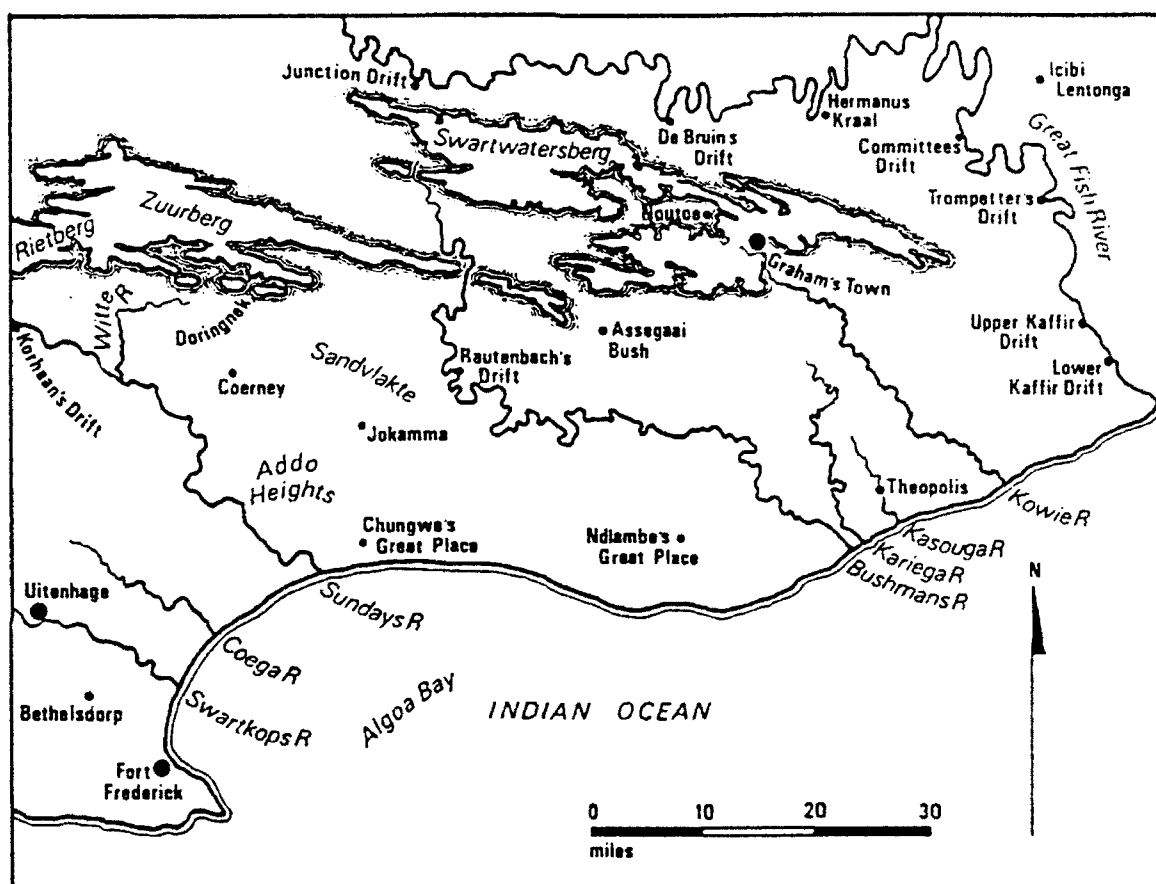 Junction Drift
Icibi
Lentonga
Hermanus
Kraal
De Bruin's
Drift
Committees
Drift
Great Fish River
Swartwatersberg
Trompetter's
Drift
Zuurberg
Rietberg
Houtoe
Graham's Town
Witte R
Doringnek
Assegaai
Bush
Upper Kaffir
Drift
Rautenbach's
Drift
Lower
Kaffir Drift
Sandvlakte
Coerney
Korhaan's Drift
Jokamma
Addo
Heights
Theopolis
Kowie R
Chungwa's
Great Place
Ndlambe's
Great Place
Kasouga R
Kariega R
Bushmans R
N
Uitenhage
Sundays R
Coega R
Bethelsdorp
Swartkops R
Algoa Bay
INDIAN OCEAN
Fort
Frederick
0 10 20 30
miles